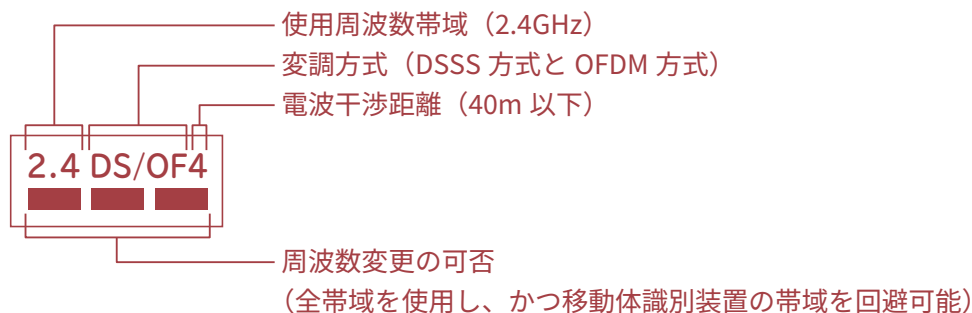 使用周波数帯域（2.4GHz）
変調方式（DSSS 方式と OFDM 方式）
電波干渉距離（40m 以下）
2.4 DS/OF4
周波数変更の可否
（全帯域を使用し、かつ移動体識別装置の帯域を回避可能）